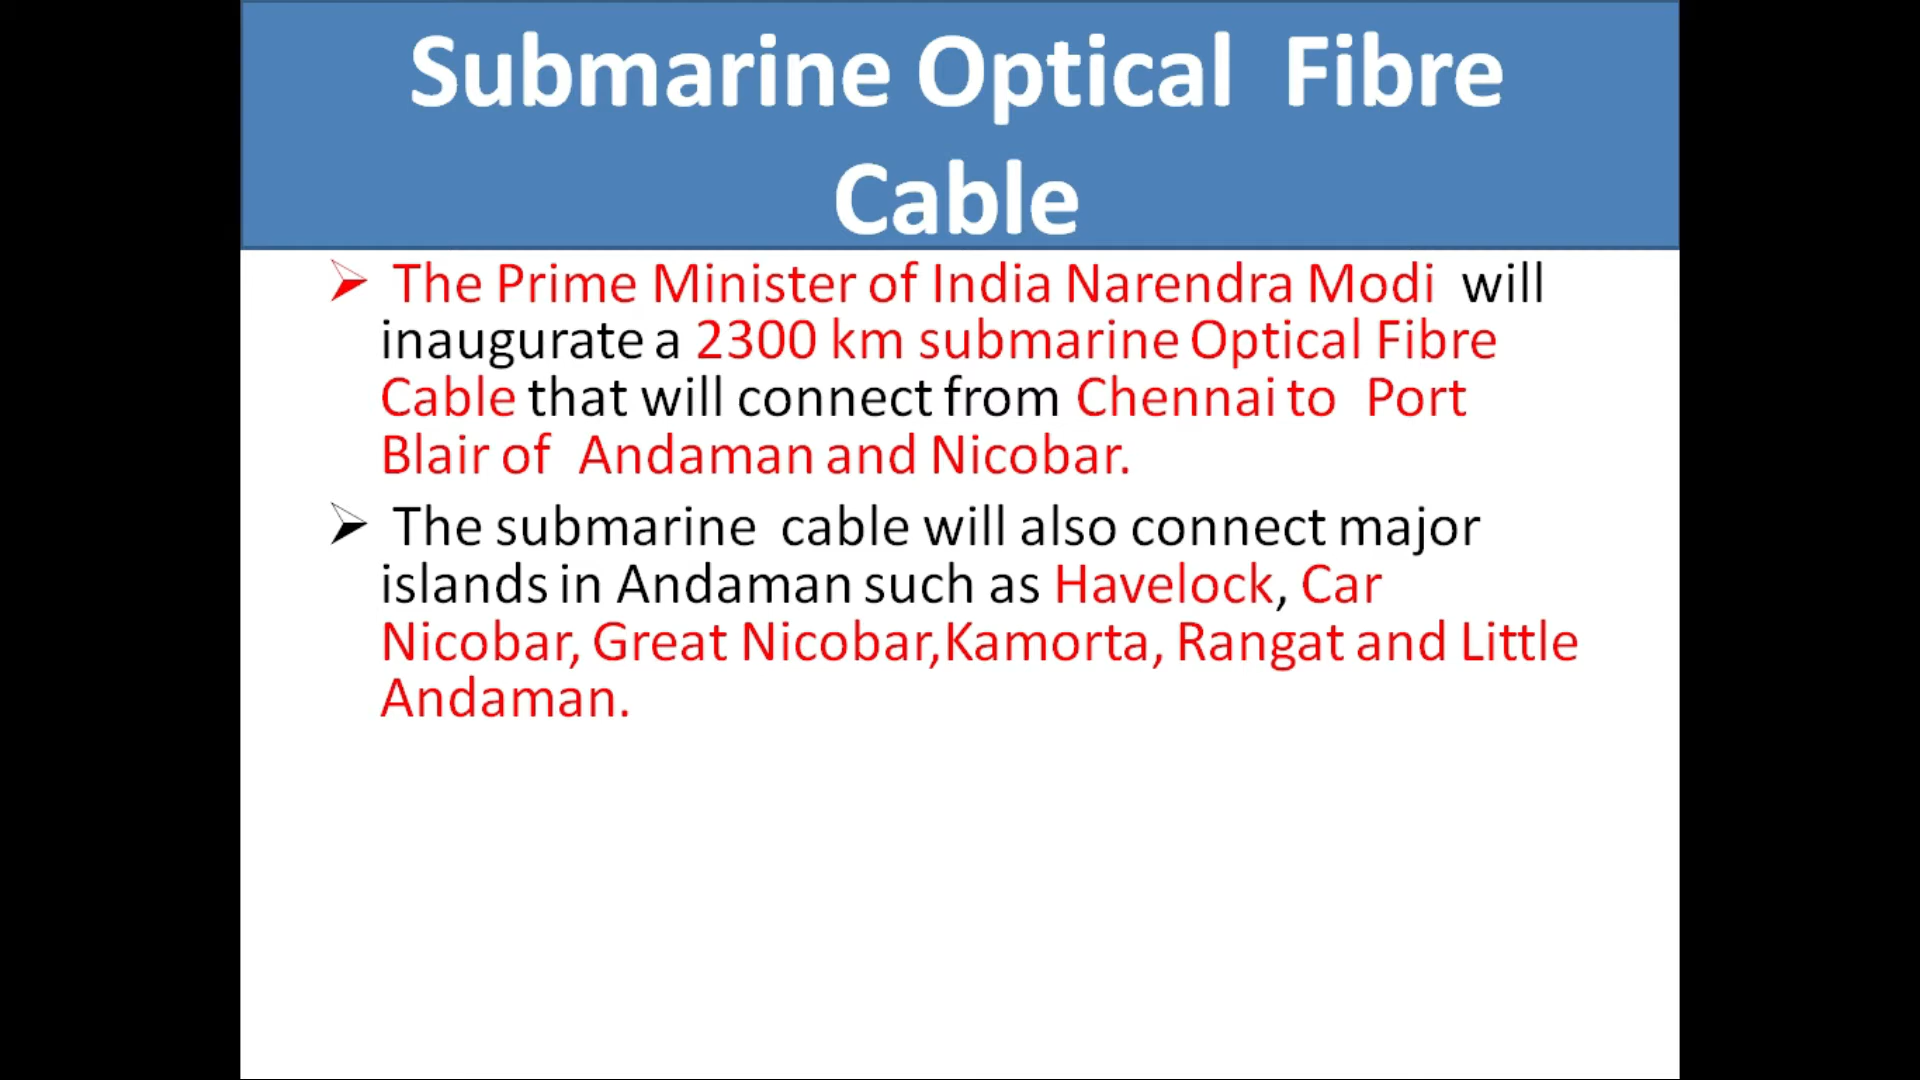 Submarine Optical Fibre
Cable
➢ The Prime Minister of India Narendra Modi will
inaugurate a 2300 km submarine Optical Fibre
Cable that will connect from Chennai to Port
Blair of Andaman and Nicobar.
➢ The submarine cable will also connect major
islands in Andaman such as Havelock, Car
Nicobar, Great Nicobar,Kamorta, Rangat and Little
Andaman.